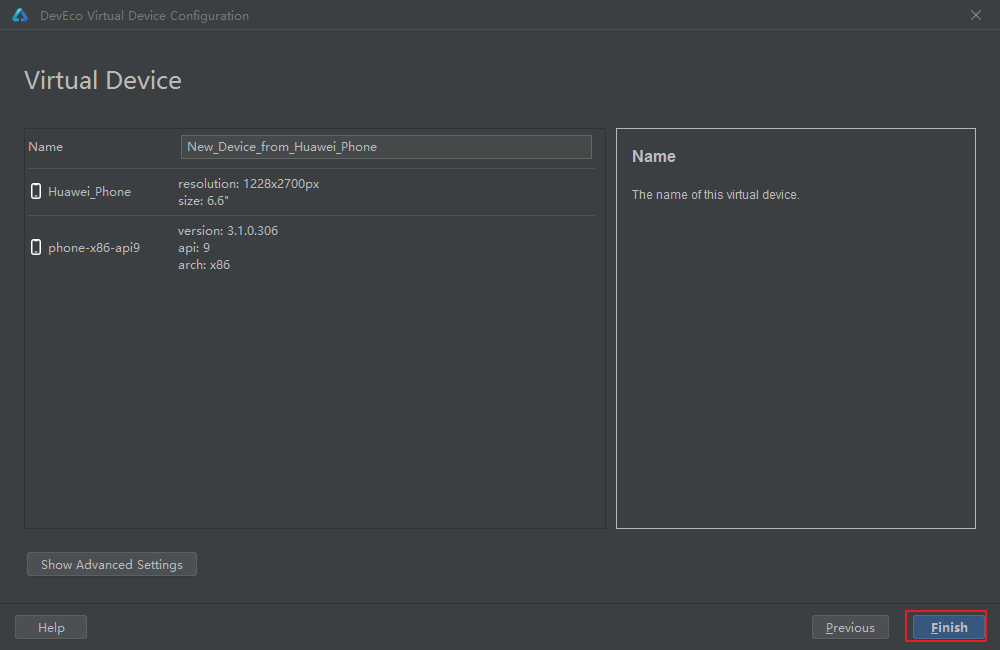 DevEco Virtual Device Configuration
Virtual Device
Name
New_Device_from_Huawei_Phone
Huawei_Phone
resolution: 1228x2700px
size: 6.6"
phone-x86-api9
version: 3.1.0.306
api: 9
arch: x86
Name
The name of this virtual device.
Show Advanced Settings
Help
Previous
Finish